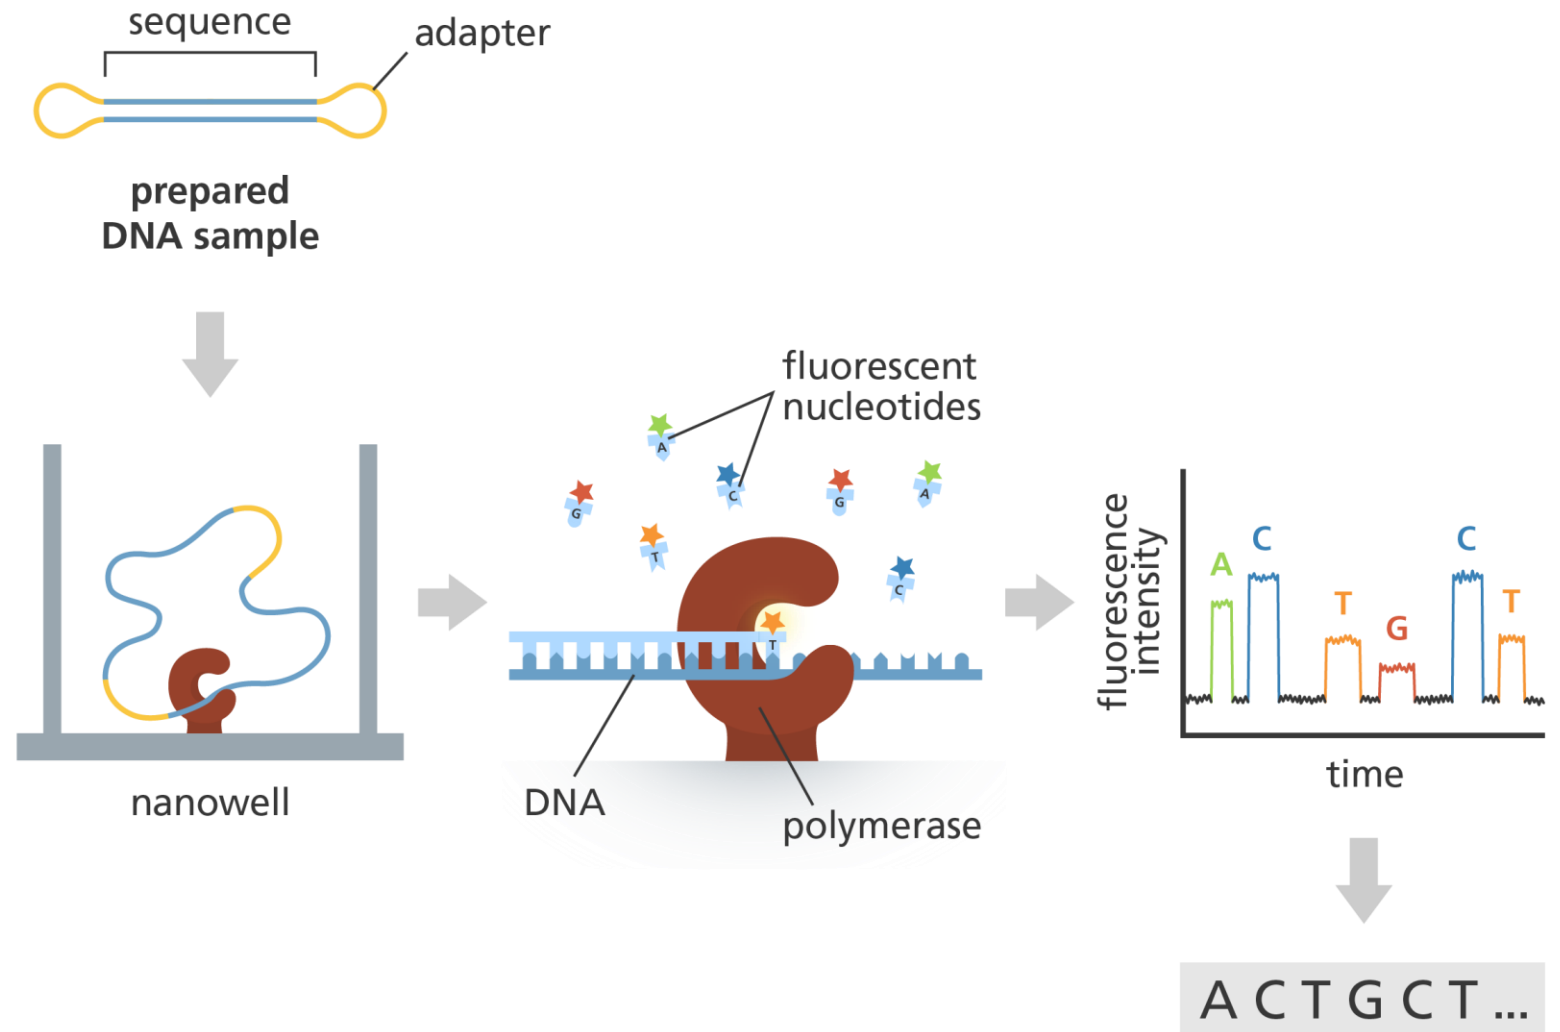 sequence
adapter
prepared
DNA sample
nanowell
fluorescent
nucleotides
A
C
G
A
G
T
C
T
DNA
polymerase
fluorescence
intensity
A
C
T
G
C
T
time
A C T G C T ...